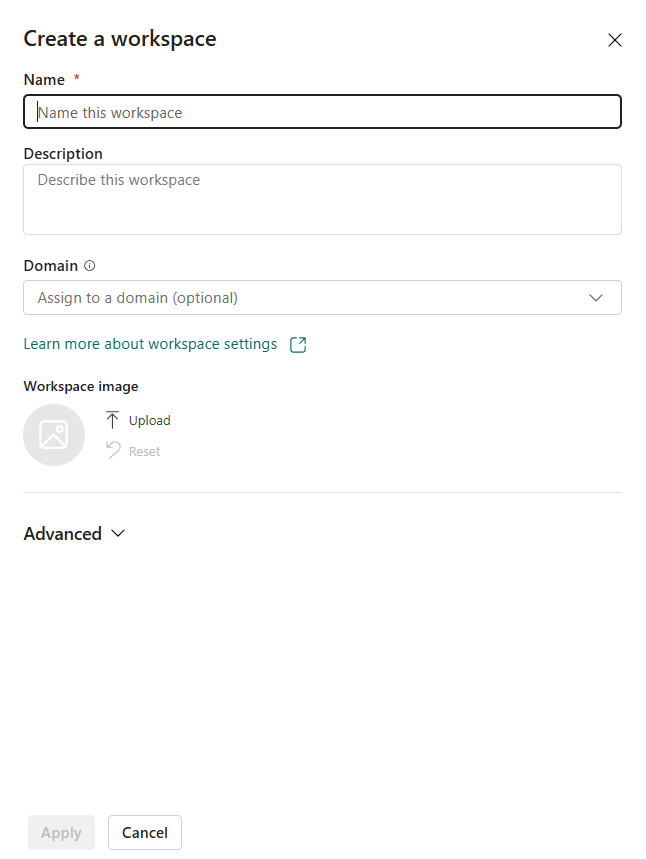 Create a workspace
Name *
Name this workspace
Description
Describe this workspace
Domain
Assign to a domain (optional)
Learn more about workspace settings
Workspace image
Upload
Reset
Advanced
Apply Cancel